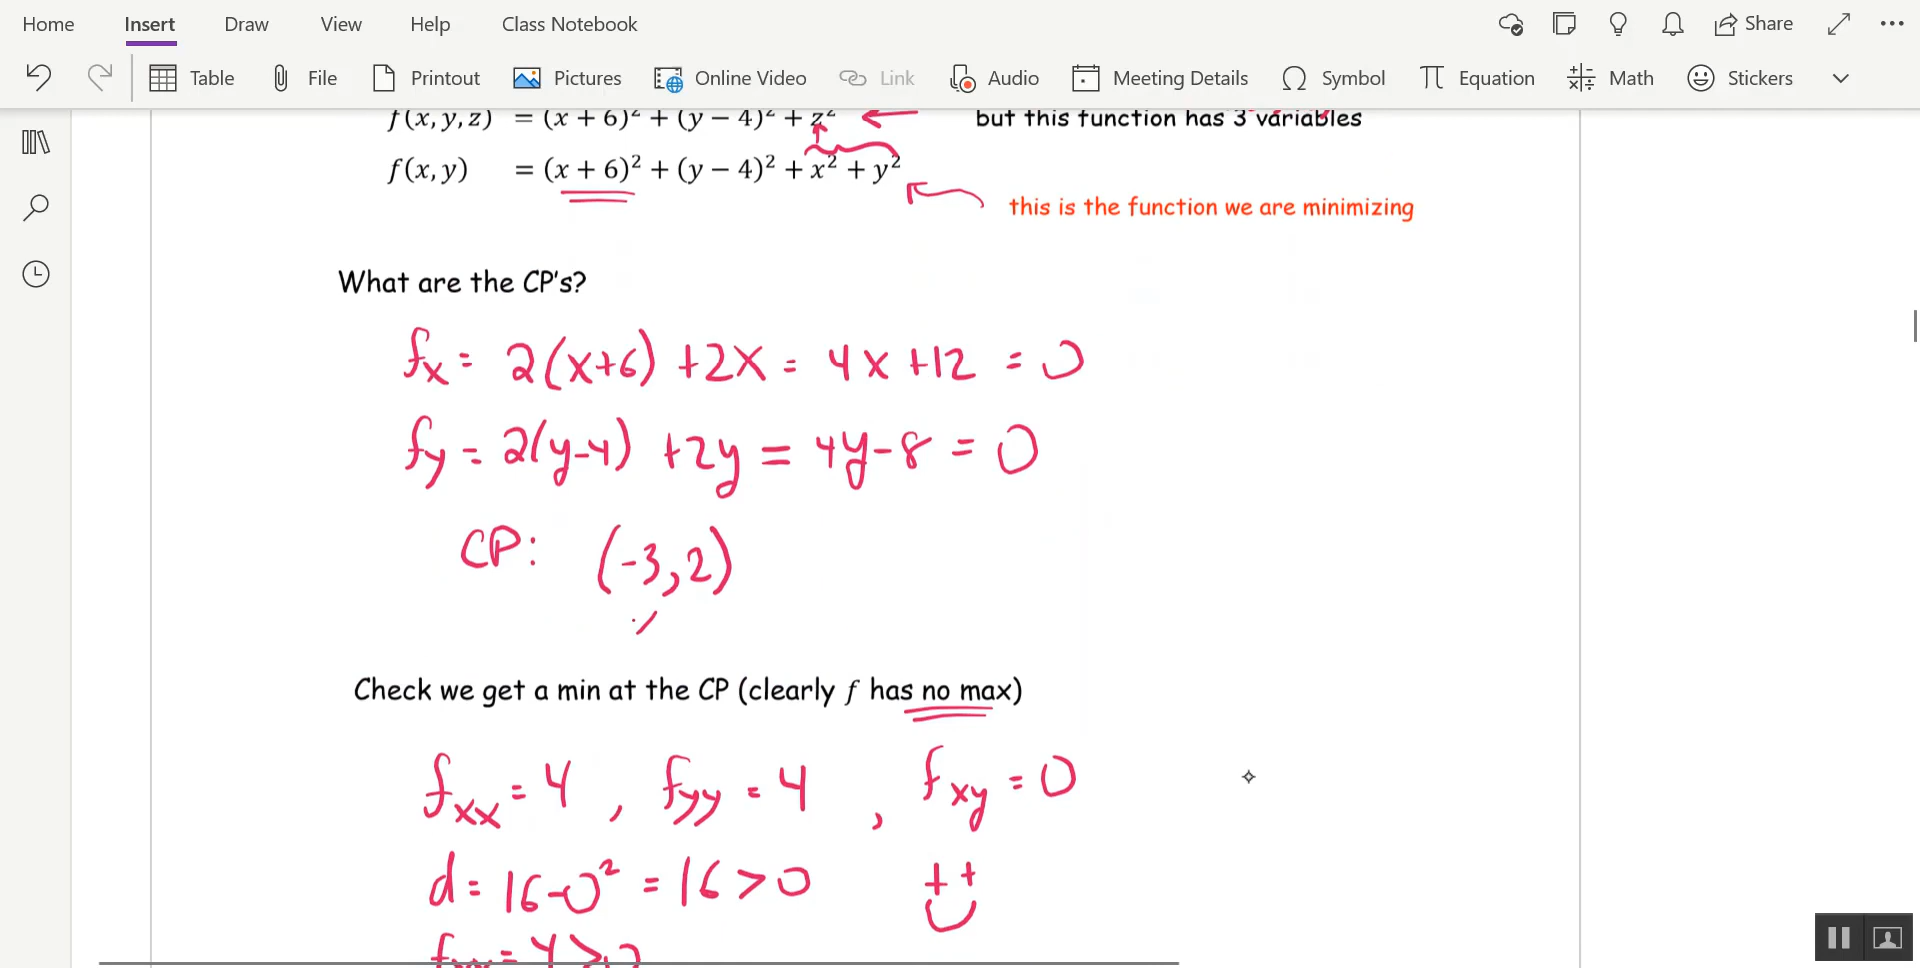 Home Insert Draw View Help Class Notebook Share
Table File Printout Pictures Online Video Link Audio Meeting Details Symbol Equation Math Stickers
f(x, y, z) = (x + 6)² + (y − 4)² + z² but this function has 3 variables
f(x, y) = (x + 6)² + (y − 4)² + x² + y²
this is the function we are minimizing
What are the CP's?
fx = 2(x+6) +2x = 4x +12 = 0
fy = 2(y-4) +2y = 4y-8 = 0
CP: (-3,2)
Check we get a min at the CP (clearly f has no max)
fxx = 4 , fyy = 4 , fxy = 0
d = 16-0² = 16 > 0 + +
fxx = 4 > 0